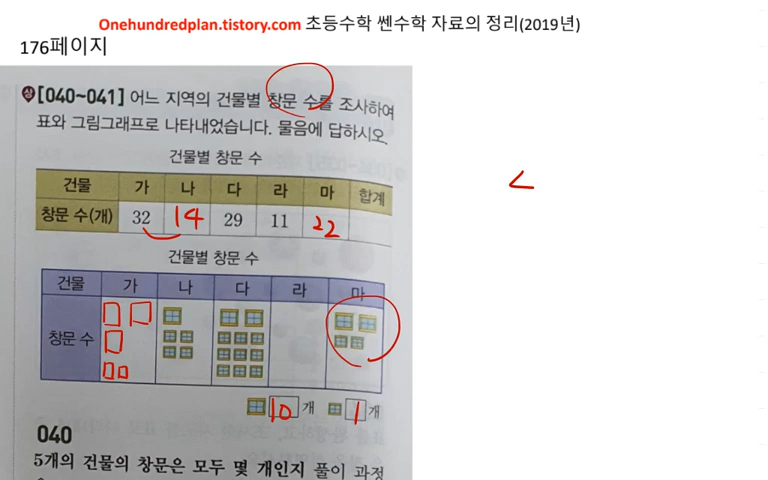 Onehundredplan.tistory.com 초등수학 쎈수학 자료의 정리(2019년)
176페이지
상 [040~041] 어느 지역의 건물별 창문 수를 조사하여
표와 그림그래프로 나타내었습니다. 물음에 답하시오.
건물별 창문 수
건물 가 나 다 라 마 합계
창문 수(개) 32 14 29 11 22
건물별 창문 수
건물 가 나 다 라 마
창문 수
10 개 1 개
040
5개의 건물의 창문은 모두 몇 개인지 풀이 과정